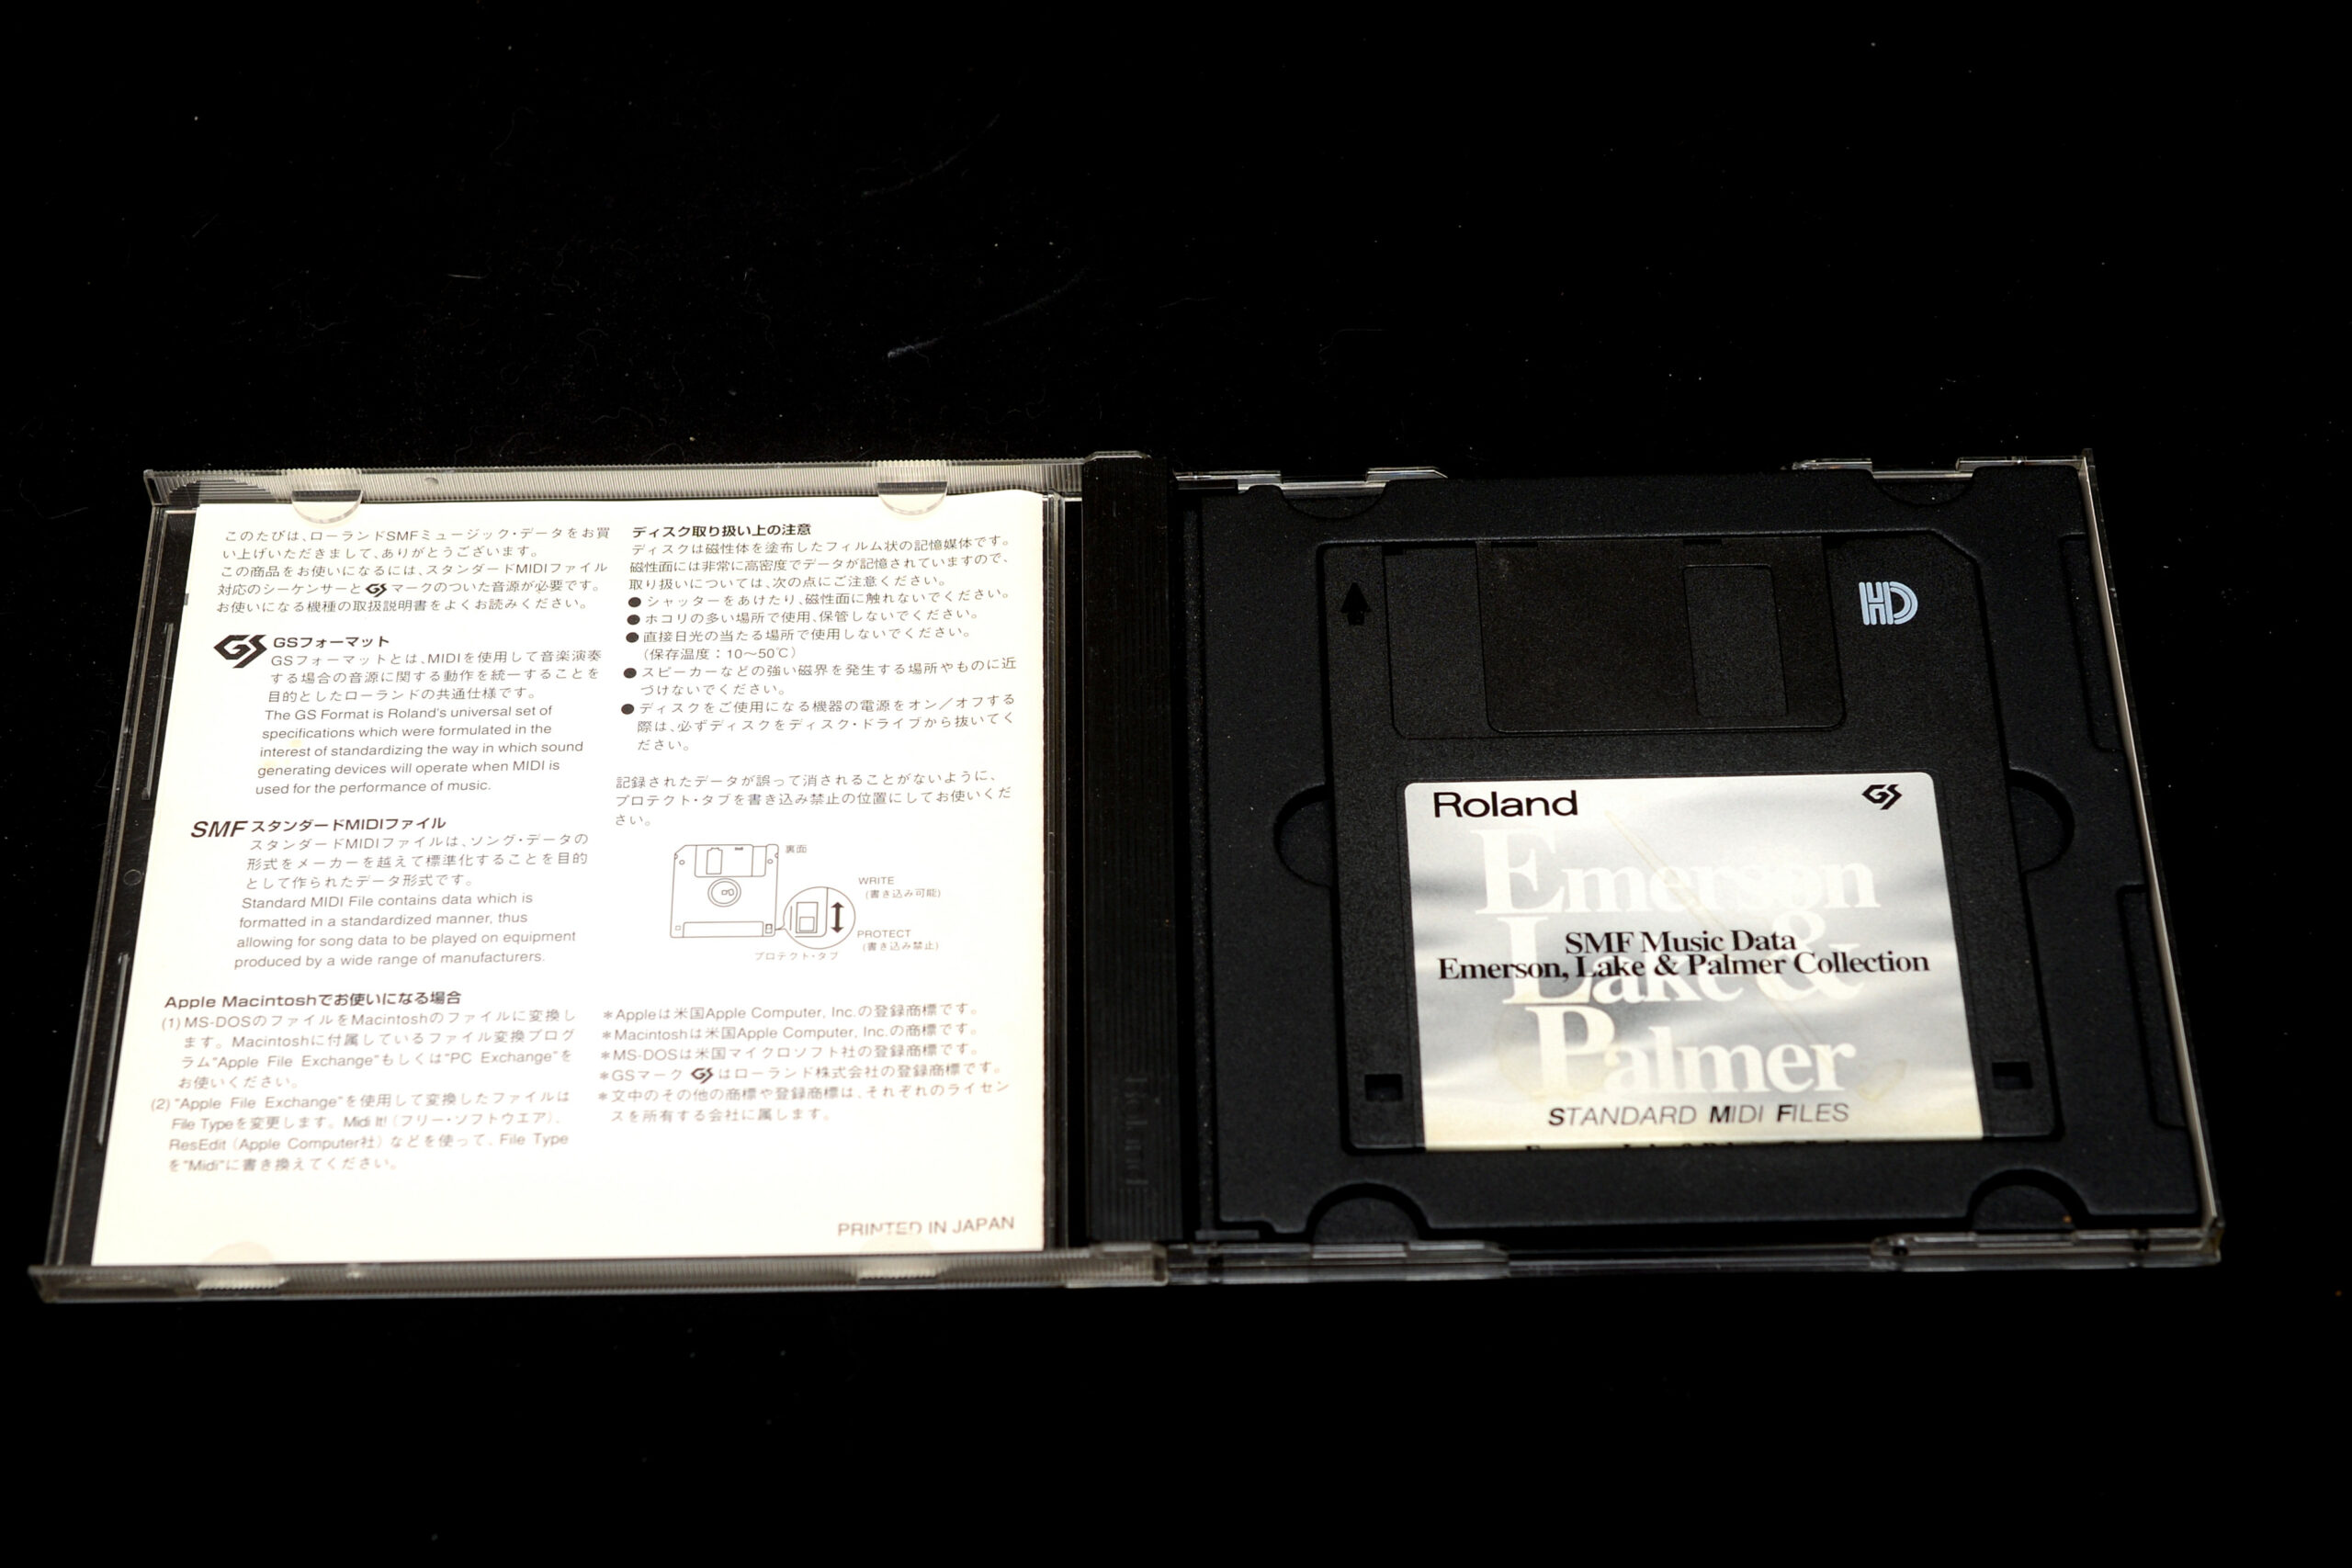 このたびは、ローランドSMFミュージック・データをお買
い上げいただきまして、ありがとうございます。
この商品をお使いになるには、スタンダードMIDIファイル
対応のシーケンサーとGSマークのついた音源が必要です。
お使いになる機種の取扱説明書をよくお読みください。
GS GSフォーマット
GSフォーマットとは、MIDIを使用して音楽演奏
する場合の音源に関する動作を統一することを
目的としたローランドの共通仕様です。
The GS Format is Roland's universal set of
specifications which were formulated in the
interest of standardizing the way in which sound
generating devices will operate when MIDI is
used for the performance of music.
SMF スタンダードMIDIファイル
スタンダードMIDIファイルは、ソング・データの
形式をメーカーを越えて標準化することを目的
として作られたデータ形式です。
Standard MIDI File contains data which is
formatted in a standardized manner, thus
allowing for song data to be played on equipment
produced by a wide range of manufacturers.
Apple Macintoshでお使いになる場合
(1) MS-DOSのファイルをMacintoshのファイルに変換し
ます。Macintoshに付属しているファイル変換プログ
ラム"Apple File Exchange"もしくは"PC Exchange"を
お使いください。
(2) "Apple File Exchange"を使用して変換したファイルは
File Typeを変更します。Midi It!（フリー・ソフトウエア）、
ResEdit（Apple Computer社）などを使って、File Type
を"Midi"に書き換えてください。
ディスク取り扱い上の注意
ディスクは磁性体を塗布したフィルム状の記憶媒体です。
磁性面には非常に高密度でデータが記憶されていますので、
取り扱いについては、次の点にご注意ください。
●シャッターをあけたり、磁性面に触れないでください。
●ホコリの多い場所で使用、保管しないでください。
●直接日光の当たる場所で使用しないでください。
（保存温度：10〜50℃）
●スピーカーなどの強い磁界を発生する場所やものに近
づけないでください。
●ディスクをご使用になる機器の電源をオン／オフする
際は、必ずディスクをディスク・ドライブから抜いてく
ださい。
記録されたデータが誤って消されることがないように、
プロテクト・タブを書き込み禁止の位置にしてお使いくだ
さい。
裏面
WRITE
（書き込み可能）
PROTECT
（書き込み禁止）
プロテクト・タブ
＊Appleは米国Apple Computer, Inc.の登録商標です。
＊Macintoshは米国Apple Computer, Inc.の商標です。
＊MS-DOSは米国マイクロソフト社の登録商標です。
＊GSマーク GS はローランド株式会社の登録商標です。
＊文中のその他の商標や登録商標は、それぞれのライセン
スを所有する会社に属します。
PRINTED IN JAPAN
HD
Roland GS
Emerson
Lake &
Palmer
SMF Music Data
Emerson, Lake & Palmer Collection
STANDARD MIDI FILES